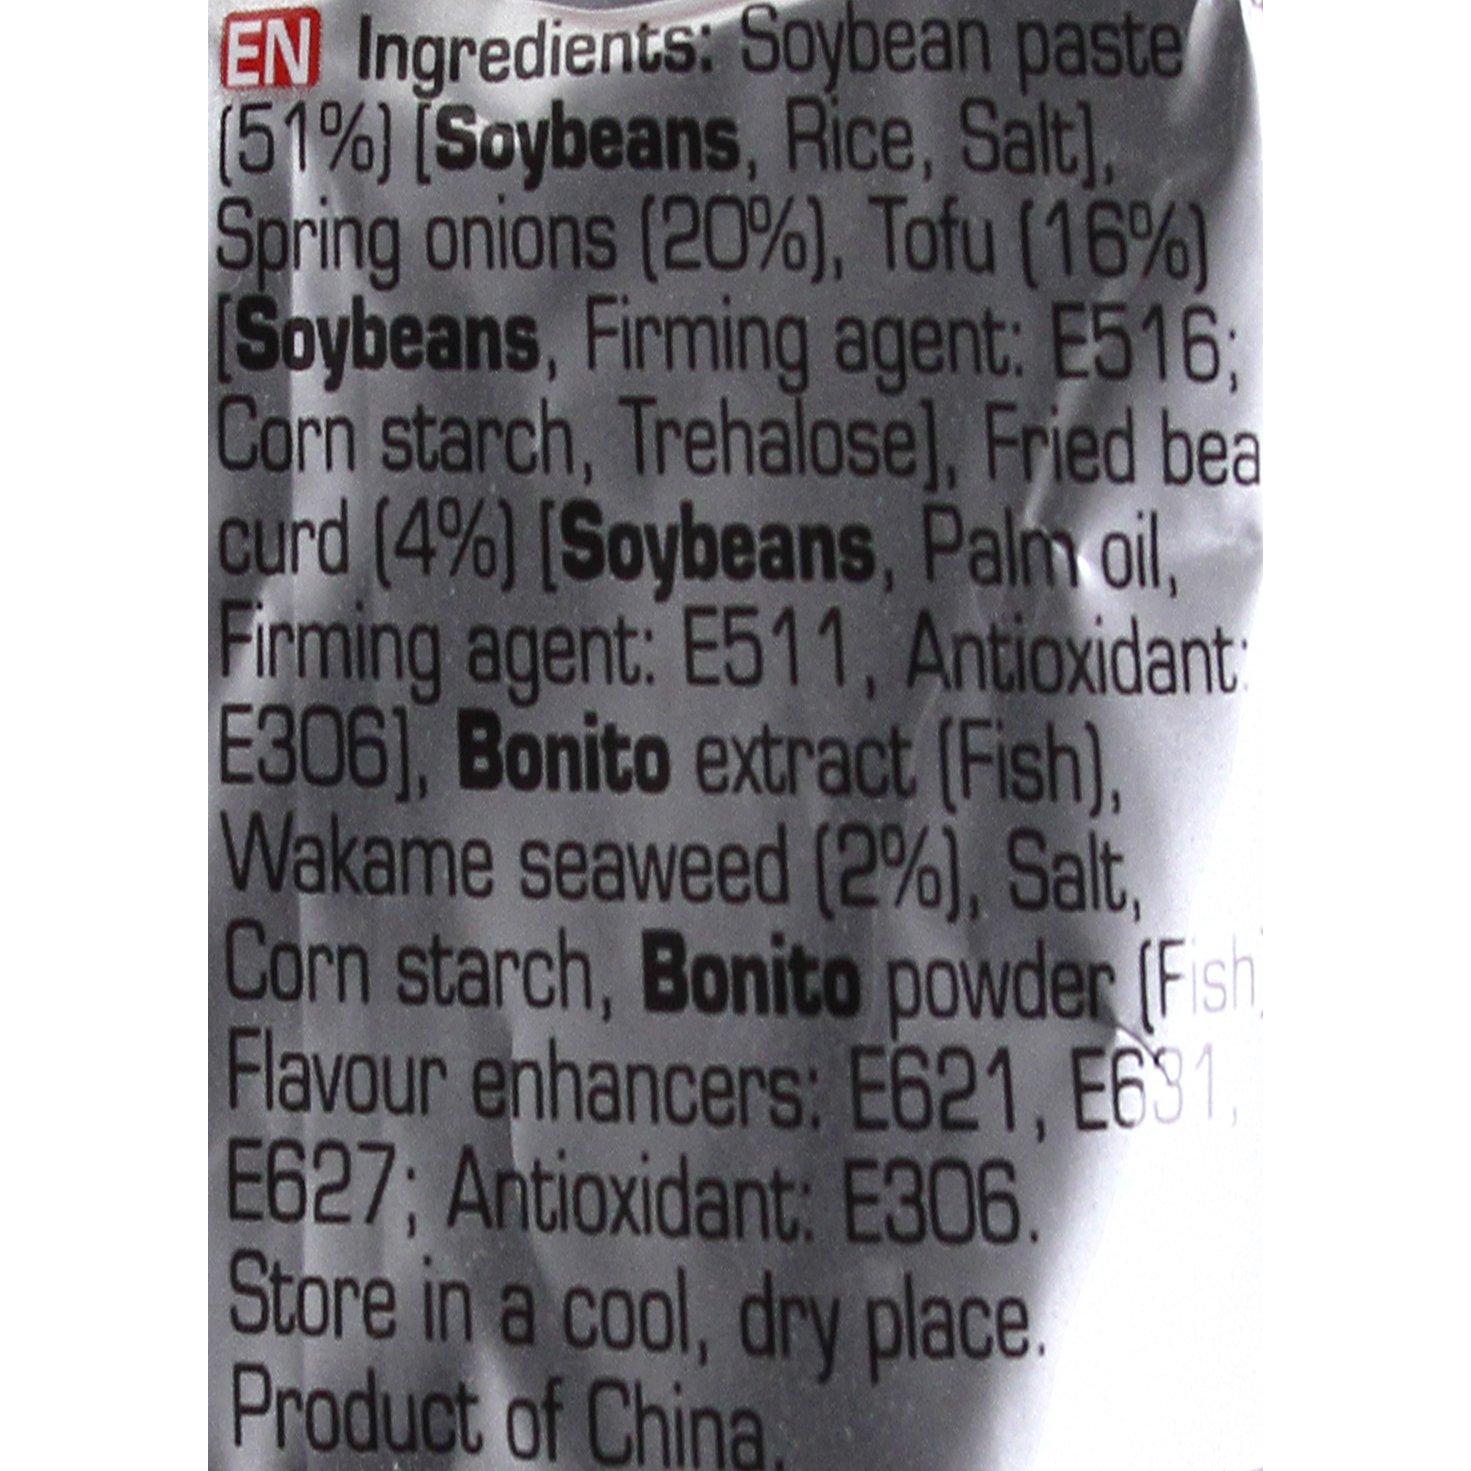 EN Ingredients: Soybean paste
(51%) [Soybeans, Rice, Salt],
Spring onions (20%), Tofu (16%)
[Soybeans, Firming agent: E516;
Corn starch, Trehalose], Fried bea
curd (4%) [Soybeans, Palm oil,
Firming agent: E511, Antioxidant:
E306], Bonito extract (Fish),
Wakame seaweed (2%), Salt,
Corn starch, Bonito powder (Fish)
Flavour enhancers: E621, E631,
E627; Antioxidant: E306.
Store in a cool, dry place.
Product of China.